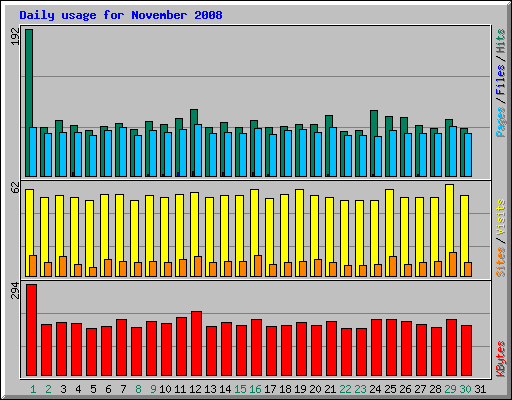 Daily usage for November 2008
192
Pages / Files / Hits
62
Sites / Visits
294
KBytes
1 2 3 4 5 6 7 8 9 10 11 12 13 14 15 16 17 18 19 20 21 22 23 24 25 26 27 28 29 30 31